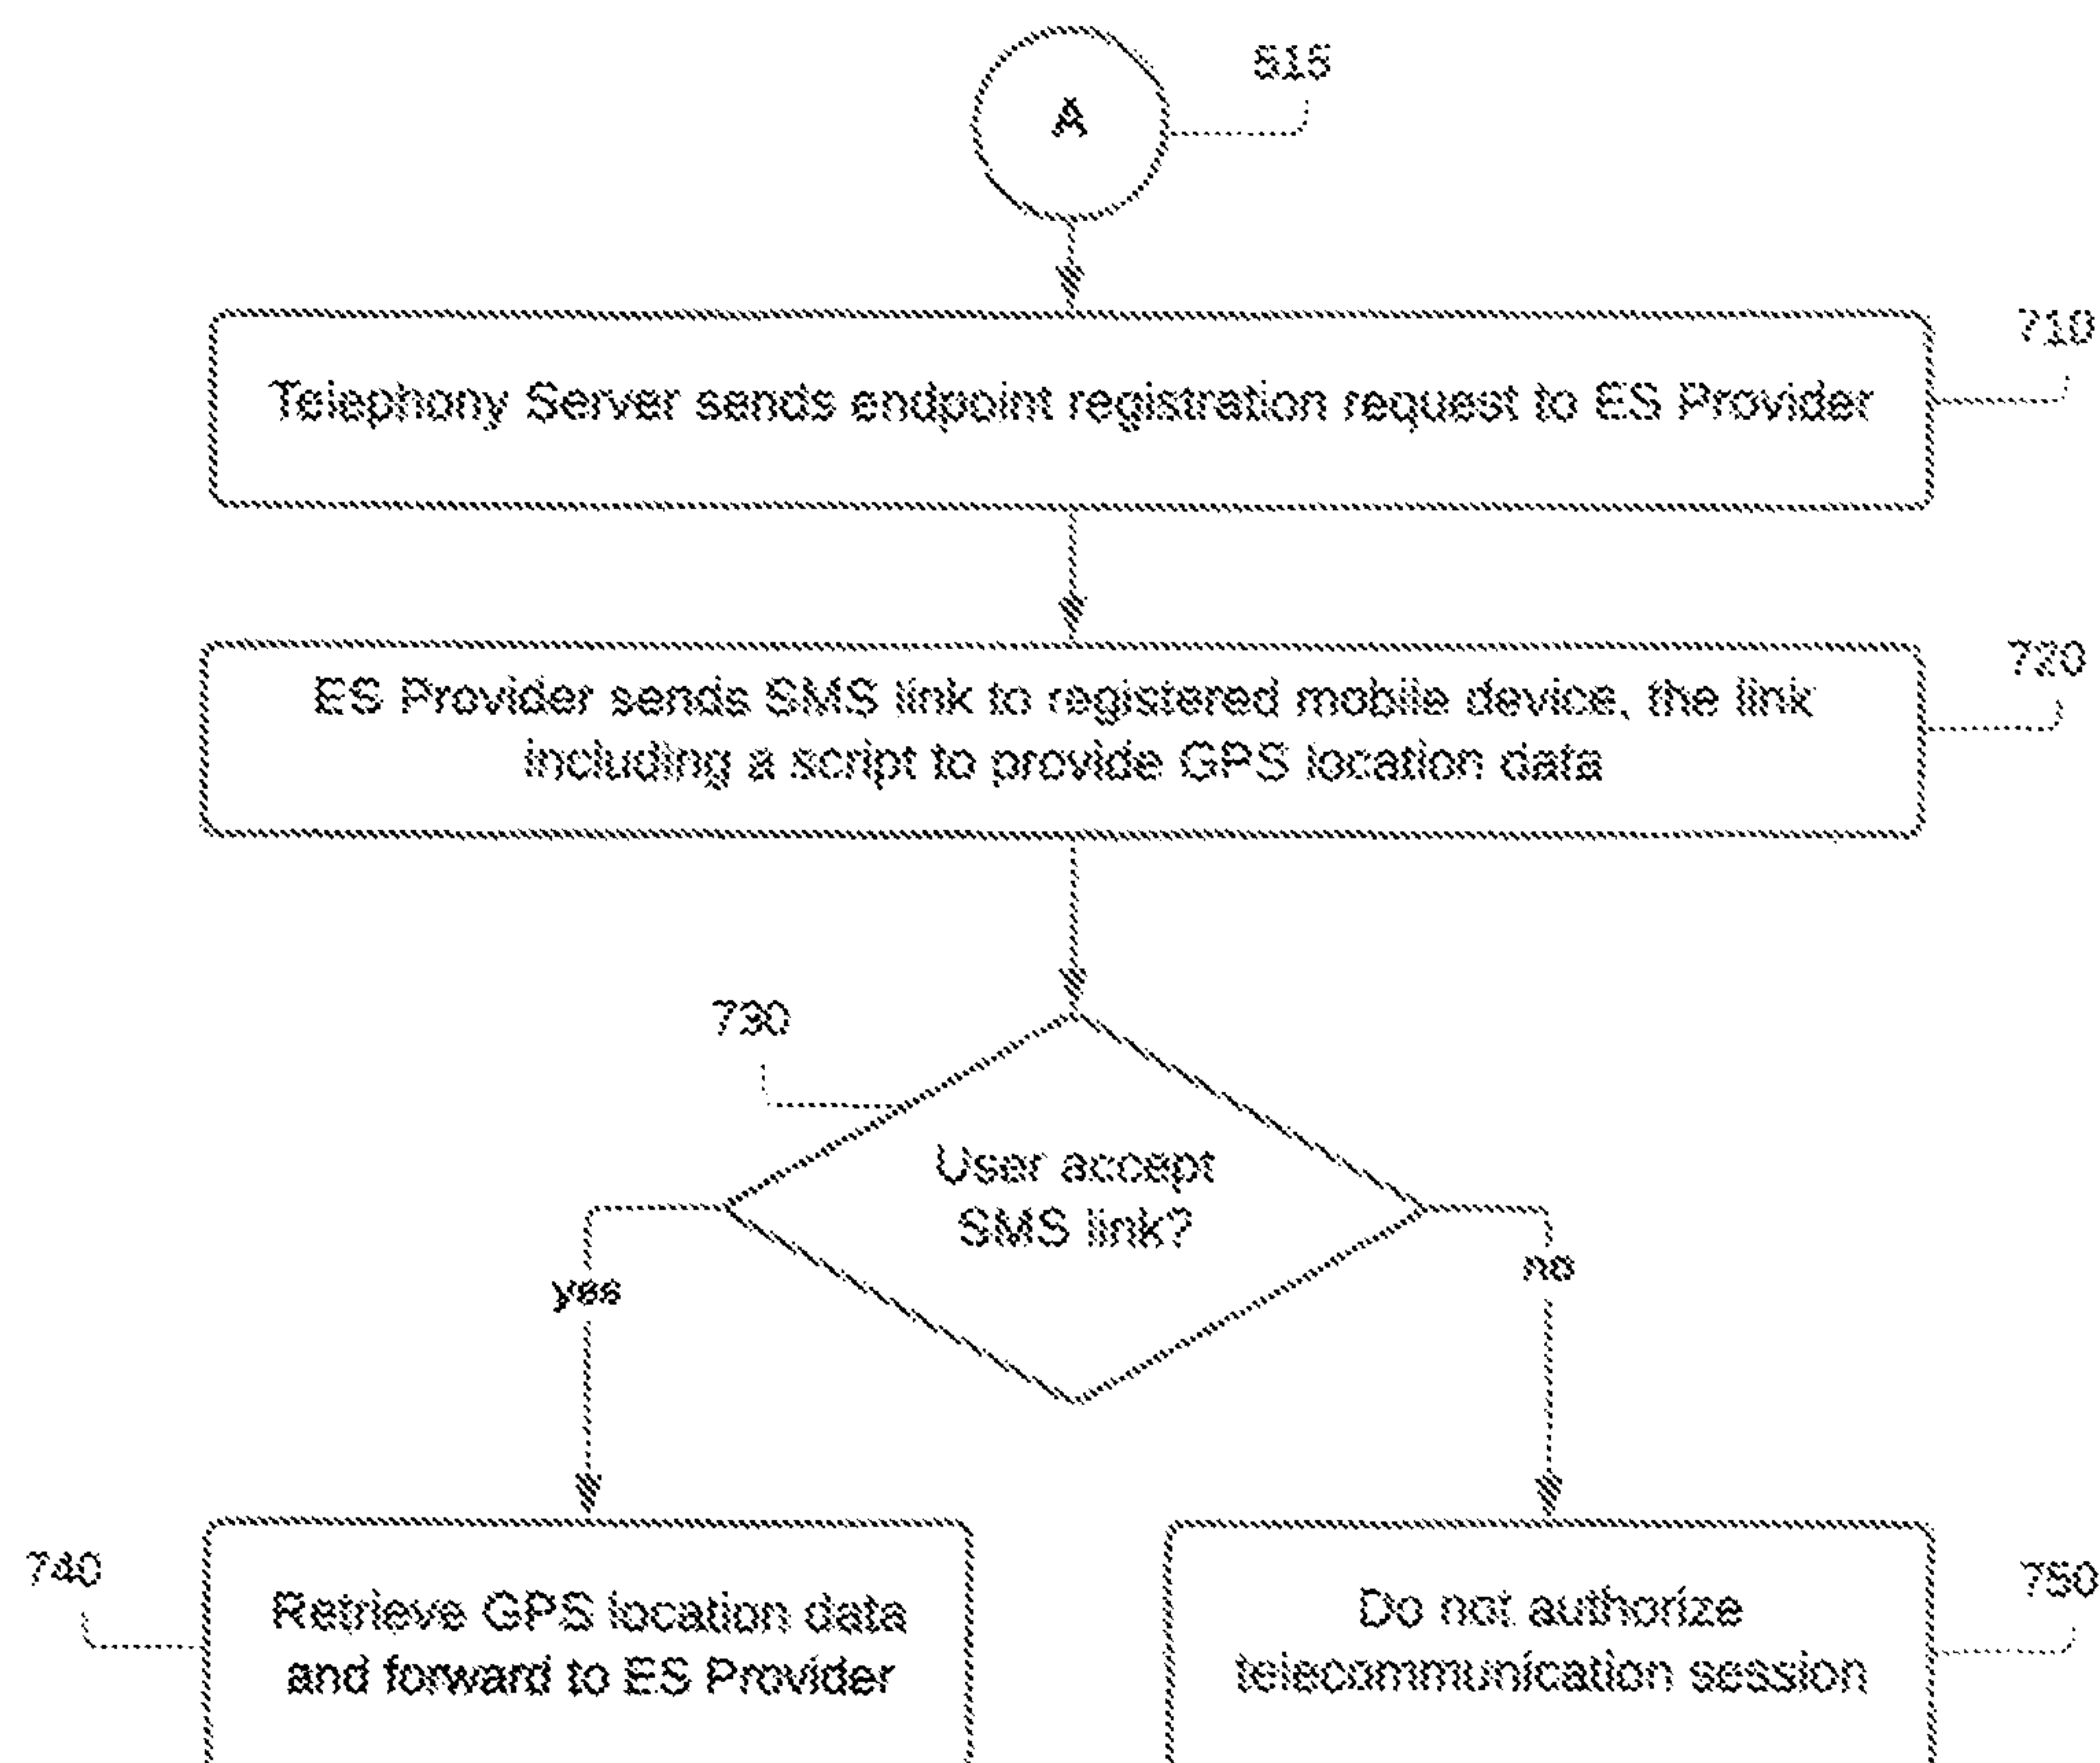 A
515
710
Telephony Server sends endpoint registration request to ES Provider
720
ES Provider sends SMS link to registered mobile device, the link
including a script to provide GPS location data
730
User accept
SMS link?
yes
no
740
Retrieve GPS location data
and forward to ES Provider
750
Do not authorize
telecommunication session